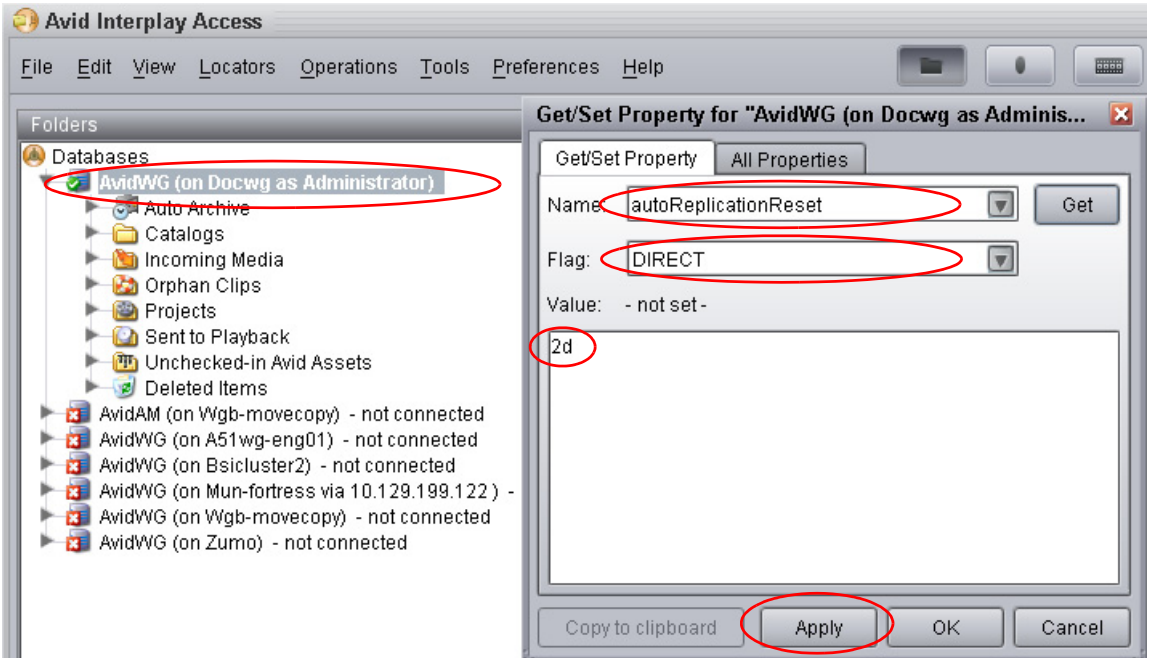 Avid Interplay Access
File Edit View Locators Operations Tools Preferences Help
Folders
Databases
AvidWG (on Docwg as Administrator)
Auto Archive
Catalogs
Incoming Media
Orphan Clips
Projects
Sent to Playback
Unchecked-in Avid Assets
Deleted Items
AvidAM (on Wgb-movecopy) - not connected
AvidWG (on A51wg-eng01) - not connected
AvidWG (on Bsicluster2) - not connected
AvidWG (on Mun-fortress via 10.129.199.122 ) -
AvidWG (on Wgb-movecopy) - not connected
AvidWG (on Zumo) - not connected
Get/Set Property for "AvidWG (on Docwg as Adminis...
Get/Set Property All Properties
Name: autoReplicationReset Get
Flag: DIRECT
Value: - not set -
2d
Copy to clipboard Apply OK Cancel